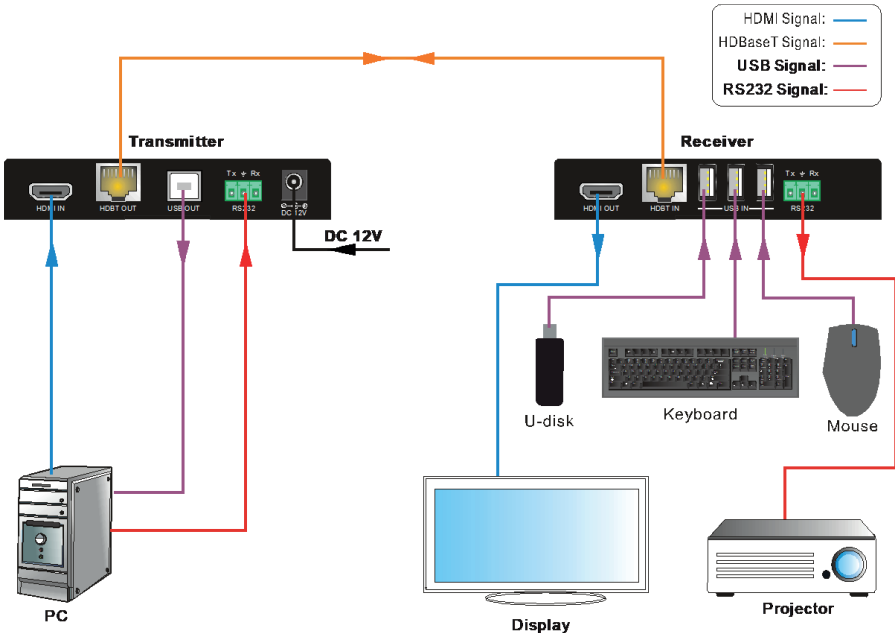 HDMI Signal:
HDBaseT Signal:
USB Signal:
RS232 Signal:
Transmitter
Receiver
Tx Rx
HDMI IN
HDBT OUT
USB OUT
RS232
DC 12V
DC 12V
Tx Rx
HDMI OUT
HDBT IN
USB IN
RS232
U-disk
Keyboard
Mouse
PC
Display
Projector